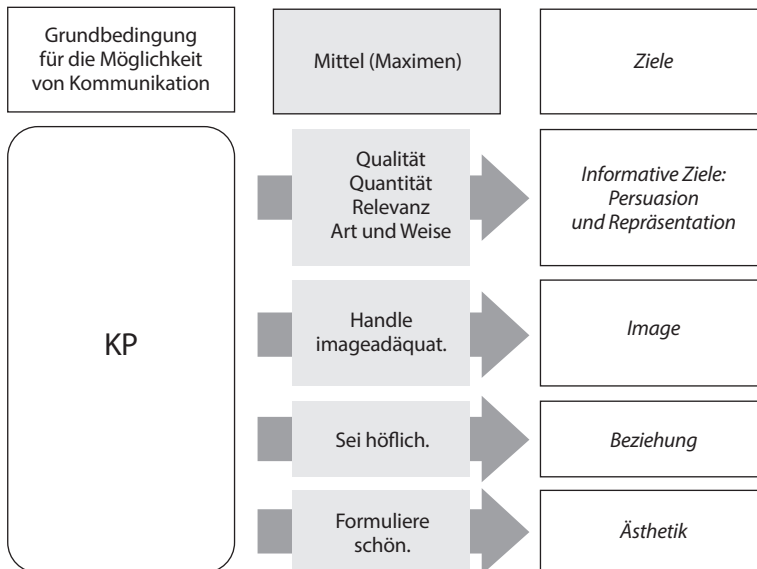 Grundbedingung
für die Möglichkeit
von Kommunikation
Mittel (Maximen)
Ziele
KP
Qualität
Quantität
Relevanz
Art und Weise
Informative Ziele:
Persuasion
und Repräsentation
Handle
imageadäquat.
Image
Sei höflich.
Beziehung
Formuliere
schön.
Ästhetik